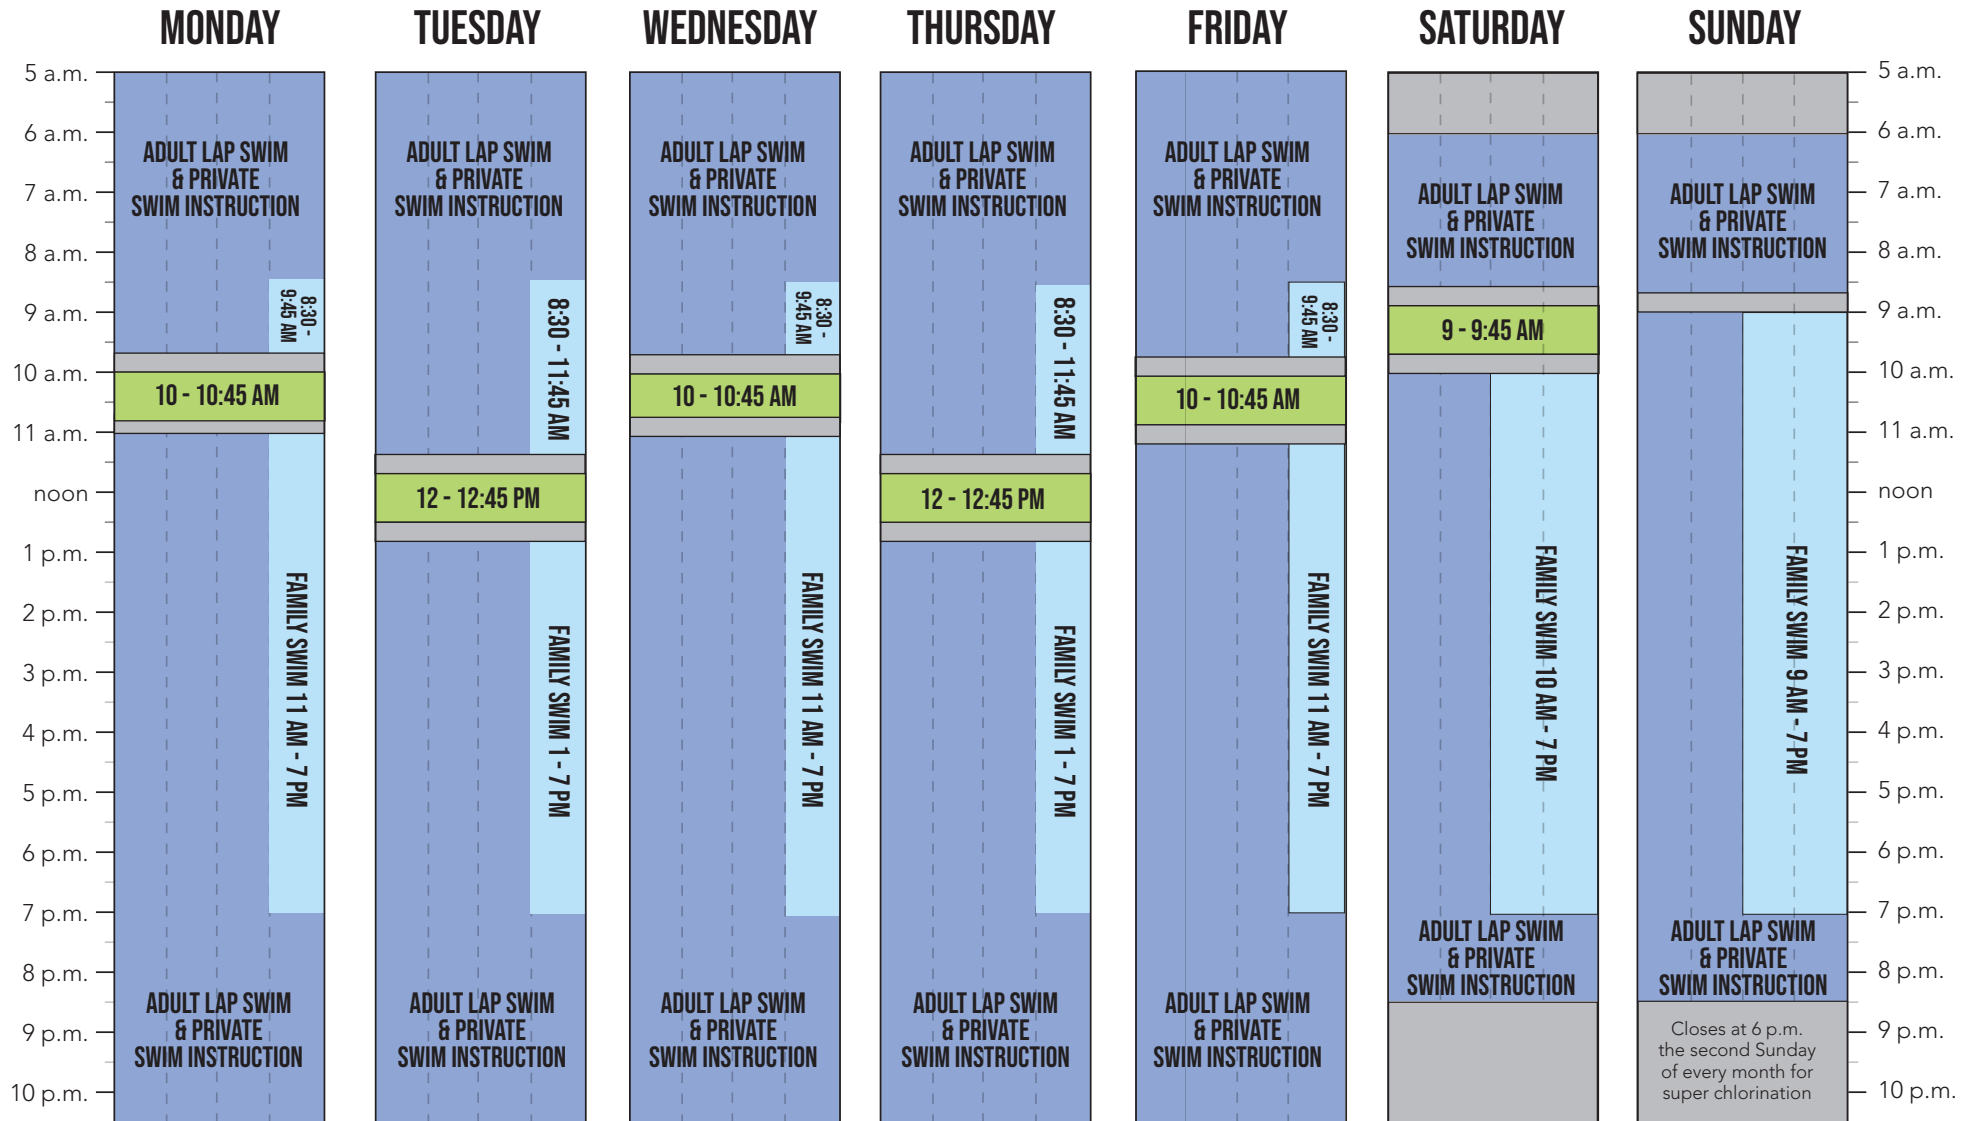 MONDAY
TUESDAY
WEDNESDAY
THURSDAY
FRIDAY
SATURDAY
SUNDAY
5 a.m.
6 a.m.
7 a.m.
8 a.m.
9 a.m.
10 a.m.
11 a.m.
noon
1 p.m.
2 p.m.
3 p.m.
4 p.m.
5 p.m.
6 p.m.
7 p.m.
8 p.m.
9 p.m.
10 p.m.
ADULT LAP SWIM
& PRIVATE
SWIM INSTRUCTION
8:30 -
9:45 AM
10 - 10:45 AM
FAMILY SWIM 11 AM - 7 PM
ADULT LAP SWIM
& PRIVATE
SWIM INSTRUCTION
ADULT LAP SWIM
& PRIVATE
SWIM INSTRUCTION
8:30 - 11:45 AM
12 - 12:45 PM
FAMILY SWIM 1 - 7 PM
ADULT LAP SWIM
& PRIVATE
SWIM INSTRUCTION
ADULT LAP SWIM
& PRIVATE
SWIM INSTRUCTION
8:30 -
9:45 AM
10 - 10:45 AM
FAMILY SWIM 11 AM - 7 PM
ADULT LAP SWIM
& PRIVATE
SWIM INSTRUCTION
ADULT LAP SWIM
& PRIVATE
SWIM INSTRUCTION
8:30 - 11:45 AM
12 - 12:45 PM
FAMILY SWIM 1 - 7 PM
ADULT LAP SWIM
& PRIVATE
SWIM INSTRUCTION
ADULT LAP SWIM
& PRIVATE
SWIM INSTRUCTION
8:30 -
9:45 AM
10 - 10:45 AM
FAMILY SWIM 11 AM - 7 PM
ADULT LAP SWIM
& PRIVATE
SWIM INSTRUCTION
ADULT LAP SWIM
& PRIVATE
SWIM INSTRUCTION
9 - 9:45 AM
FAMILY SWIM 10 AM - 7 PM
ADULT LAP SWIM
& PRIVATE
SWIM INSTRUCTION
ADULT LAP SWIM
& PRIVATE
SWIM INSTRUCTION
FAMILY SWIM 9 AM - 7 PM
ADULT LAP SWIM
& PRIVATE
SWIM INSTRUCTION
Closes at 6 p.m.
the second Sunday
of every month for
super chlorination
5 a.m.
6 a.m.
7 a.m.
8 a.m.
9 a.m.
10 a.m.
11 a.m.
noon
1 p.m.
2 p.m.
3 p.m.
4 p.m.
5 p.m.
6 p.m.
7 p.m.
8 p.m.
9 p.m.
10 p.m.